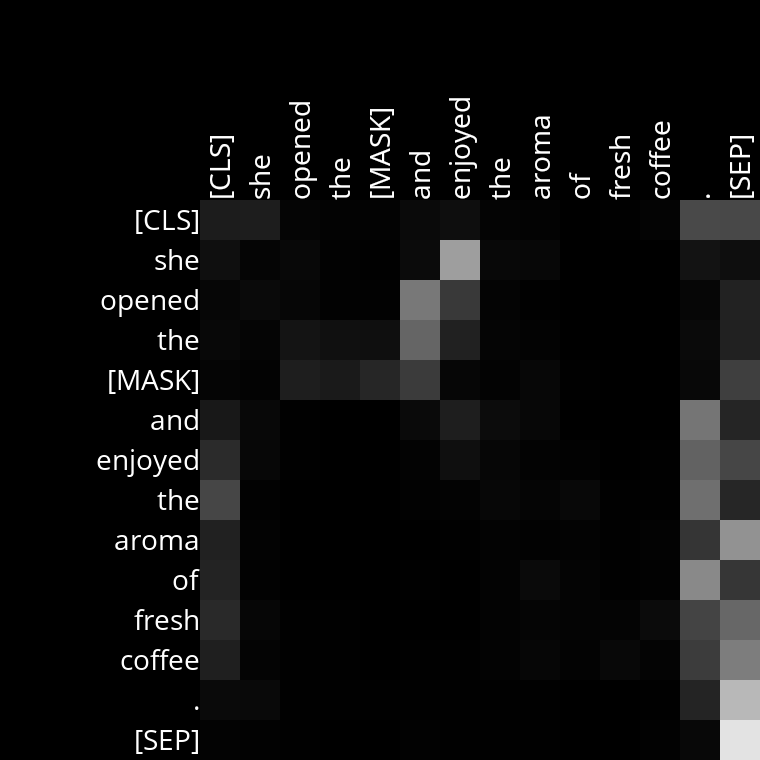 [CLS] she opened the [MASK] and enjoyed the aroma of fresh coffee . [SEP]
[CLS]
she
opened
the
[MASK]
and
enjoyed
the
aroma
of
fresh
coffee
.
[SEP]